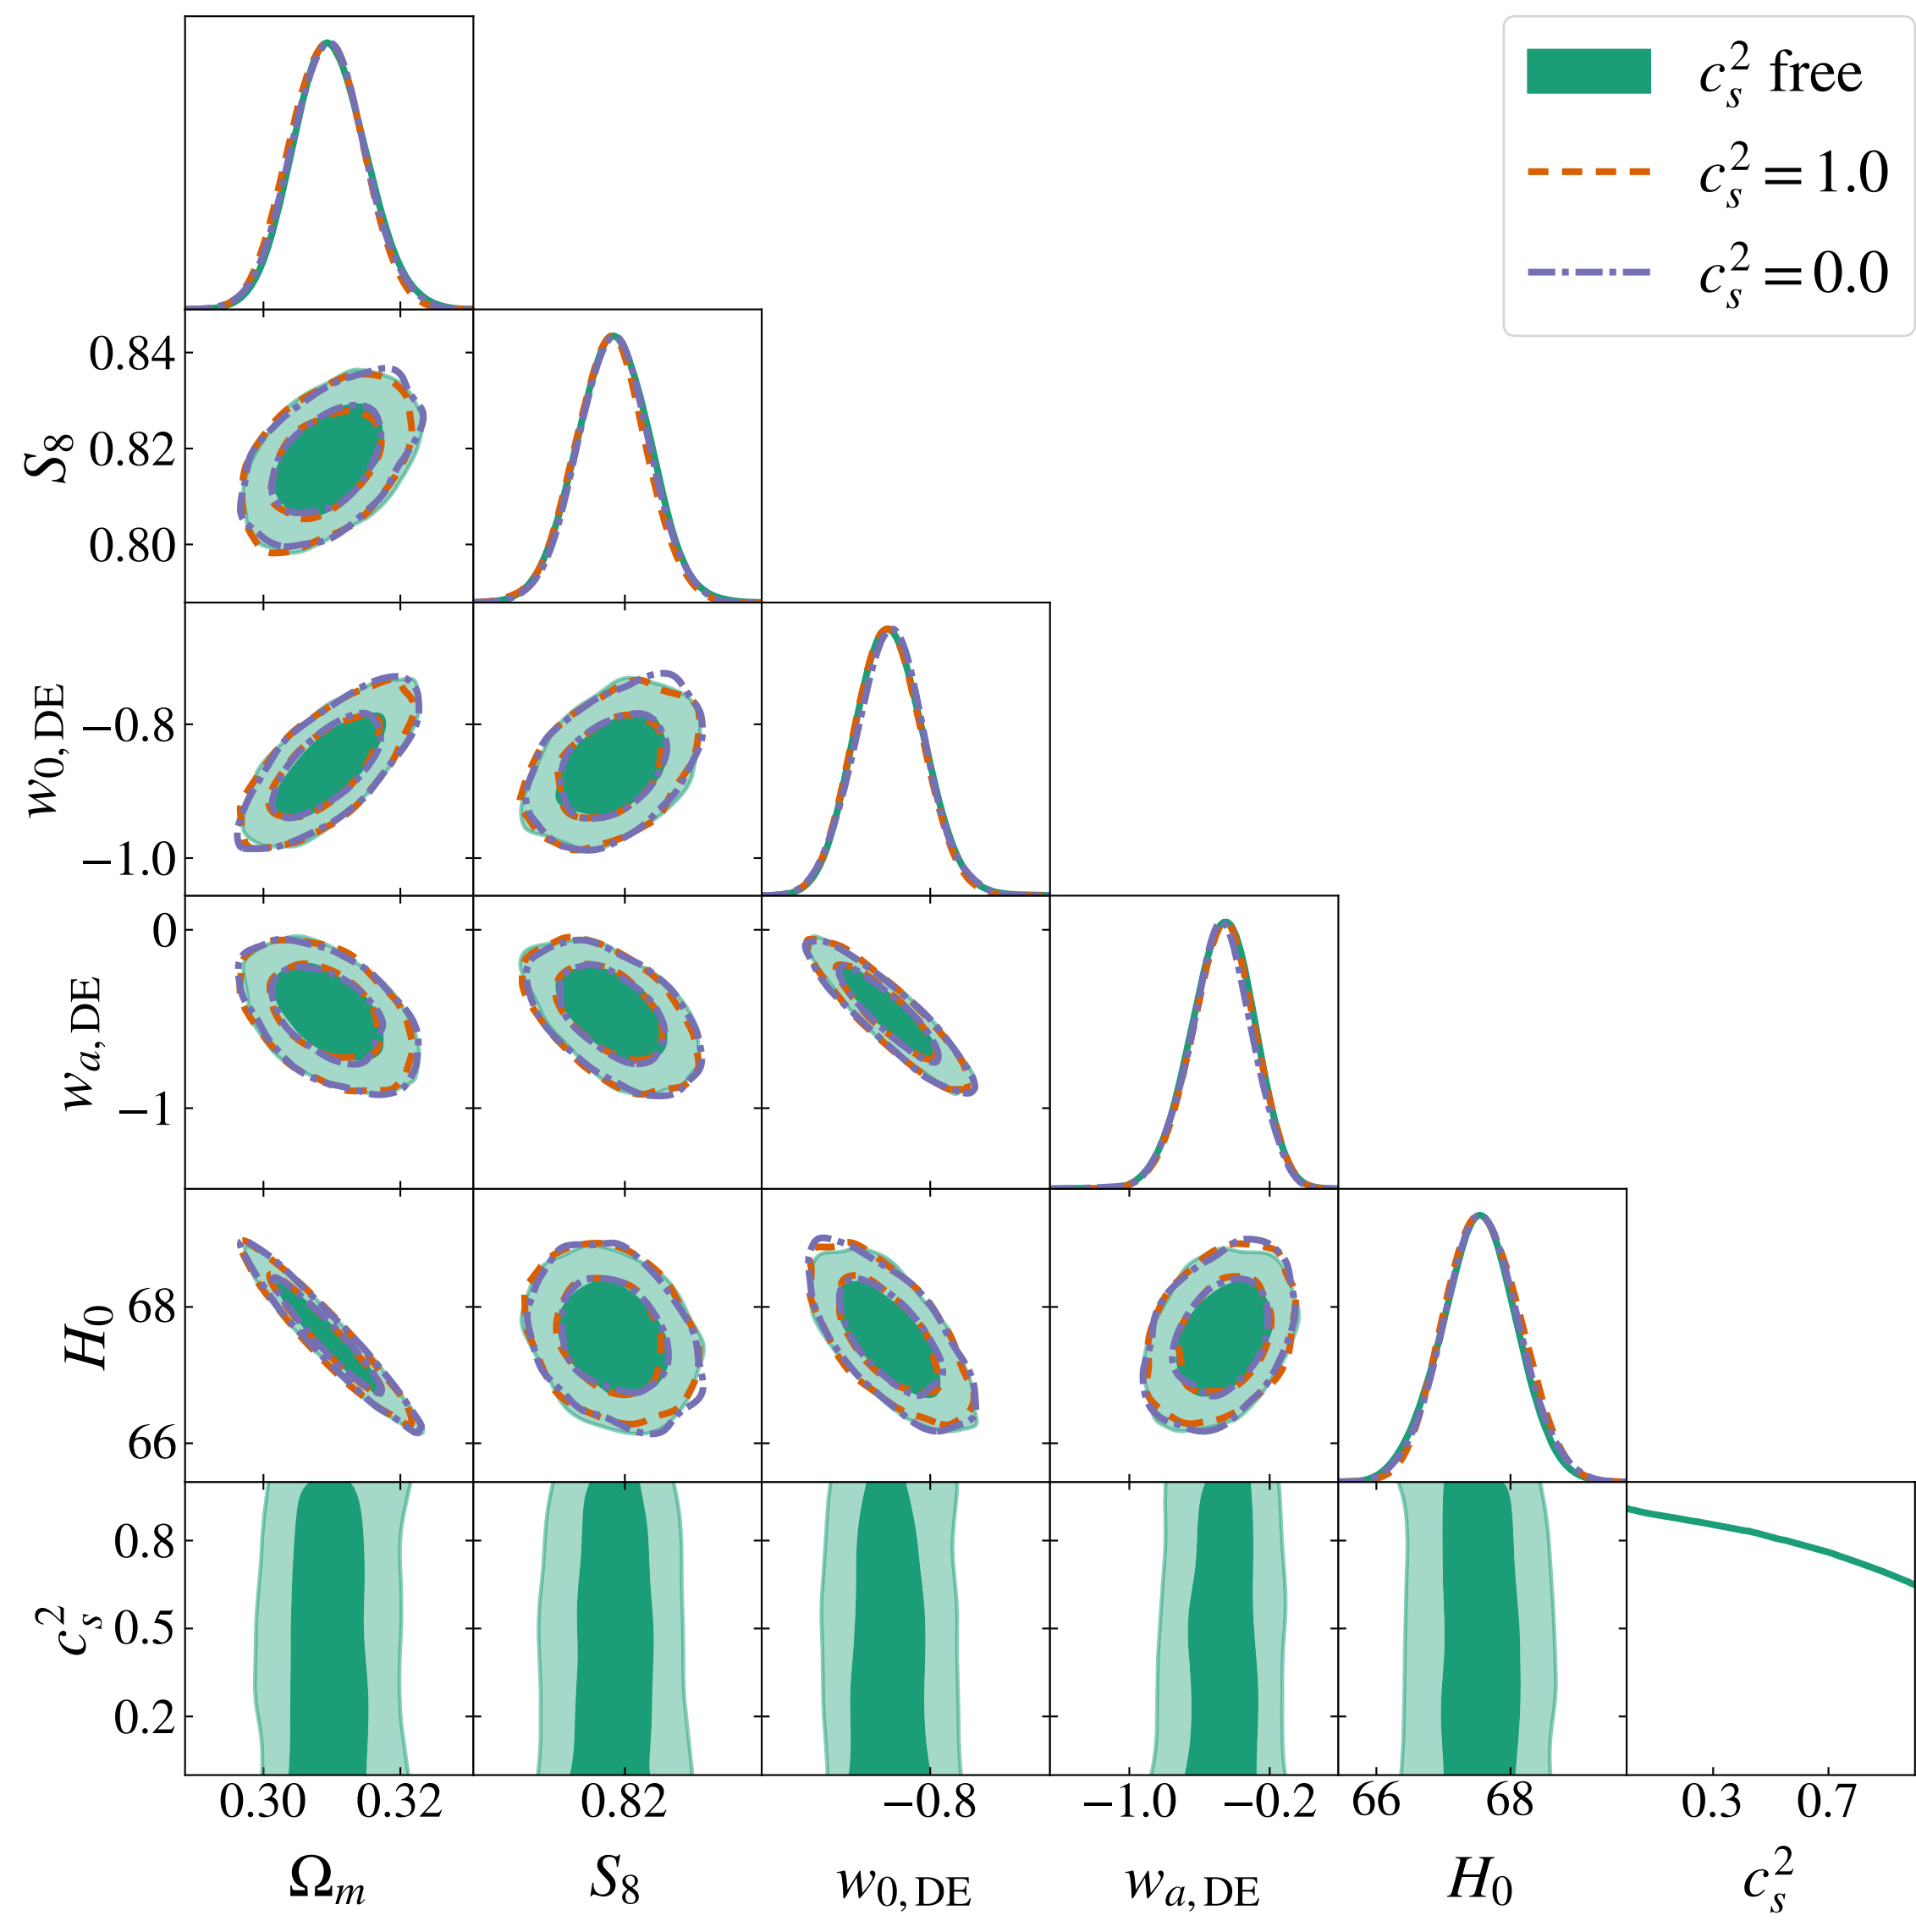 c_s^2 free
c_s^2 = 1.0
c_s^2 = 0.0
0.84
0.82
0.80
S_8
−0.8
−1.0
w_{0, DE}
0
−1
w_{a, DE}
68
66
H_0
0.8
0.5
0.2
c_s^2
0.30 0.32 0.82 −0.8 −1.0 −0.2 66 68 0.3 0.7
Ω_m S_8 w_{0, DE} w_{a, DE} H_0 c_s^2